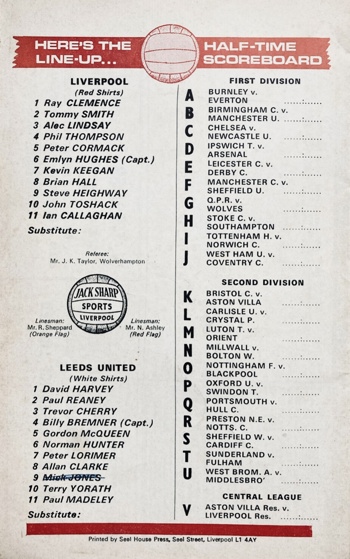 HERE'S THE LINE-UP...
HALF-TIME SCOREBOARD
LIVERPOOL
(Red Shirts)
1 Ray CLEMENCE
2 Tommy SMITH
3 Alec LINDSAY
4 Phil THOMPSON
5 Peter CORMACK
6 Emlyn HUGHES (Capt.)
7 Kevin KEEGAN
8 Brian HALL
9 Steve HEIGHWAY
10 John TOSHACK
11 Ian CALLAGHAN
Substitute:
Referee:
Mr. J. K. Taylor, Wolverhampton
JACK SHARP
SPORTS
LIVERPOOL
Linesman:
Mr. R. Sheppard
(Orange Flag)
Linesman:
Mr. N. Ashley
(Red Flag)
LEEDS UNITED
(White Shirts)
1 David HARVEY
2 Paul REANEY
3 Trevor CHERRY
4 Billy BREMNER (Capt.)
5 Gordon McQUEEN
6 Norman HUNTER
7 Peter LORIMER
8 Allan CLARKE
9 Mick JONES
10 Terry YORATH
11 Paul MADELEY
Substitute:
FIRST DIVISION
A BURNLEY v.
EVERTON ......:......
B BIRMINGHAM C. v.
MANCHESTER U. ......:......
C CHELSEA v.
NEWCASTLE U. ......:......
D IPSWICH T. v.
ARSENAL ......:......
E LEICESTER C. v.
DERBY C. ......:......
F MANCHESTER C. v.
SHEFFIELD U. ......:......
G Q.P.R. v.
WOLVES ......:......
H STOKE C. v.
SOUTHAMPTON ......:......
I TOTTENHAM H. v.
NORWICH C. ......:......
J WEST HAM U. v.
COVENTRY C. ......:......
SECOND DIVISION
K BRISTOL C. v.
ASTON VILLA ......:......
L CARLISLE U. v.
CRYSTAL P. ......:......
M LUTON T. v.
ORIENT ......:......
N MILLWALL v.
BOLTON W. ......:......
O NOTTINGHAM F. v.
BLACKPOOL ......:......
P OXFORD U. v.
SWINDON T. ......:......
Q PORTSMOUTH v.
HULL C. ......:......
R PRESTON N.E. v.
NOTTS. C. ......:......
S SHEFFIELD W. v.
CARDIFF C. ......:......
T SUNDERLAND v.
FULHAM ......:......
U WEST BROM. A. v.
MIDDLESBRO' ......:......
CENTRAL LEAGUE
V ASTON VILLA Res. v.
LIVERPOOL Res. ......:......
Printed by Seel House Press, Seel Street, Liverpool L1 4AY